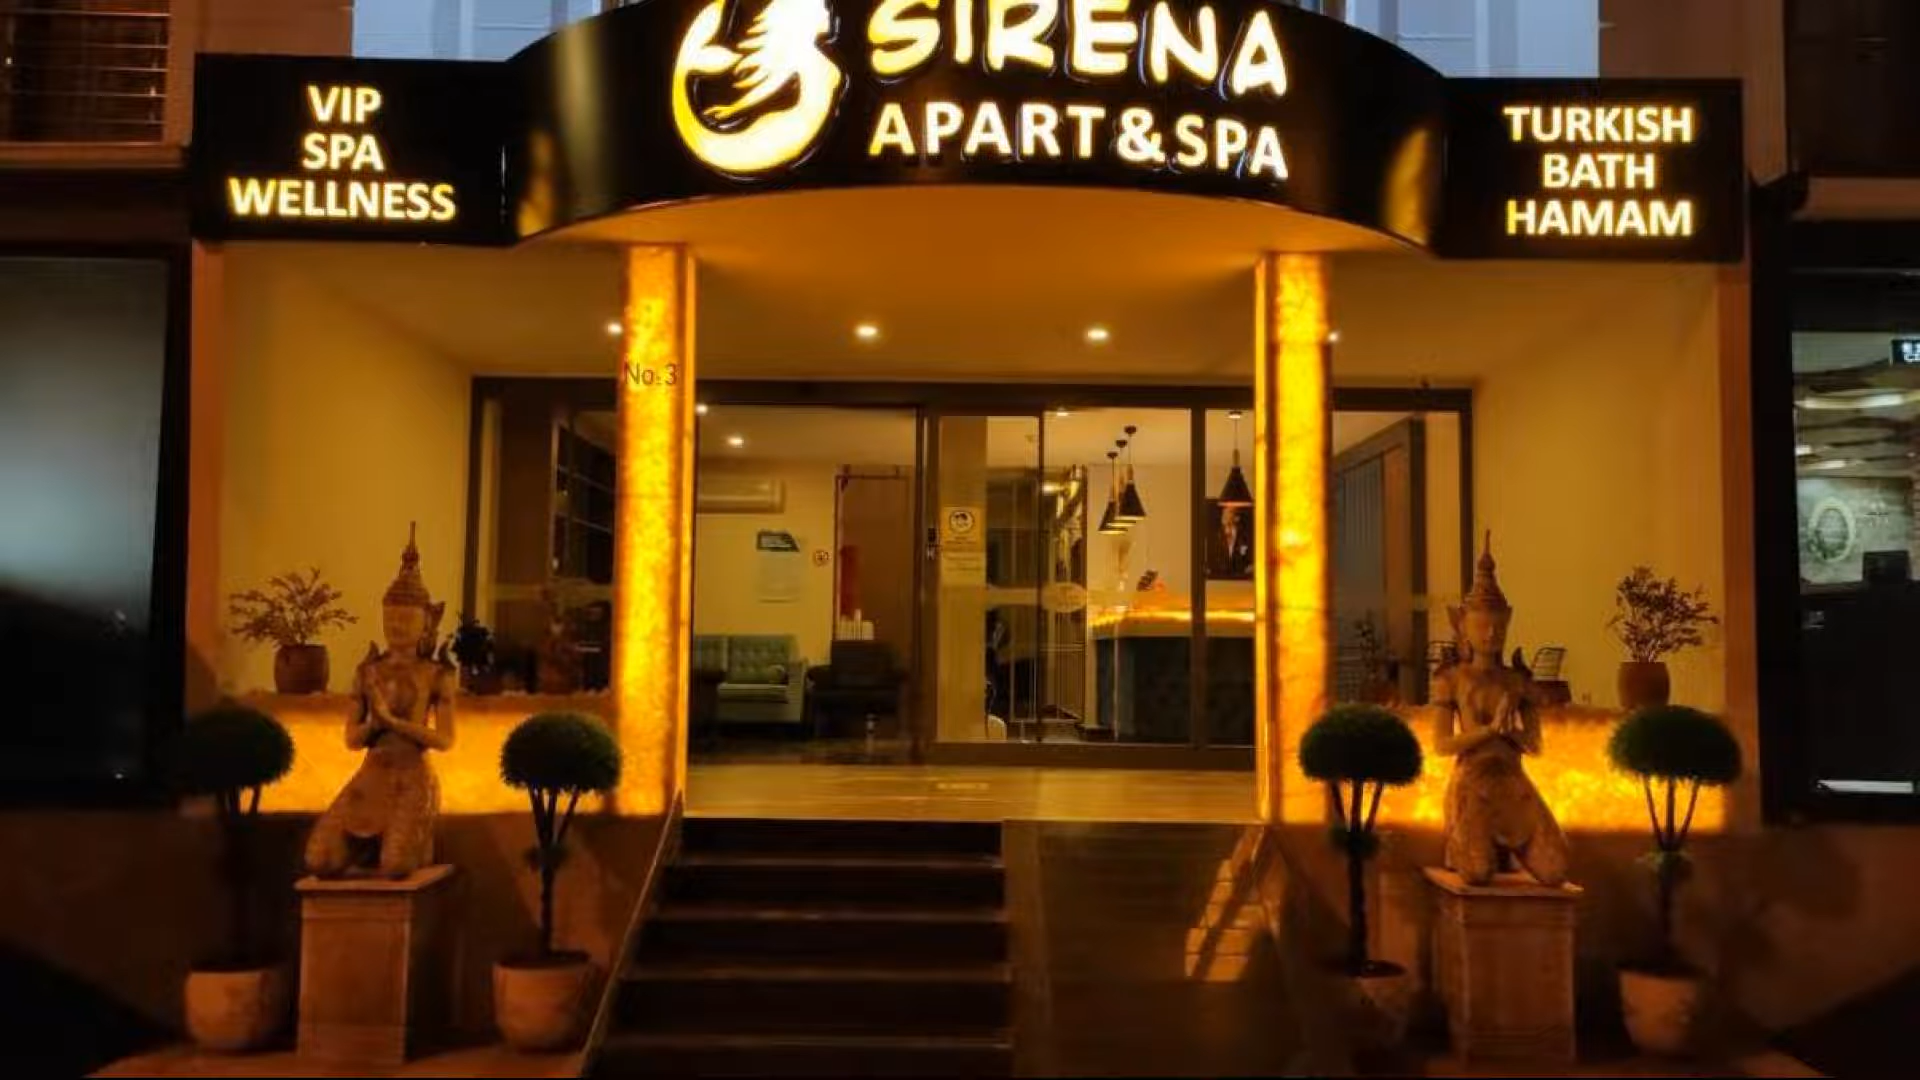 SIRENA
APART&SPA
VIP
SPA
WELLNESS
TURKISH
BATH
HAMAM
No:3